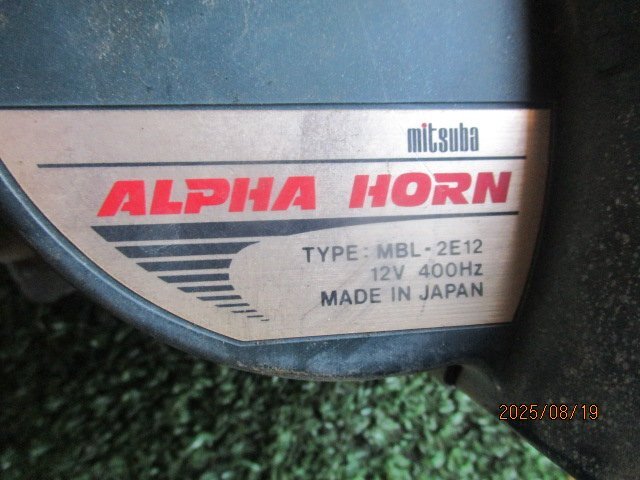 mitsuba
ALPHA HORN
TYPE: MBL-2E12
12V 400Hz
MADE IN JAPAN
2025/08/19